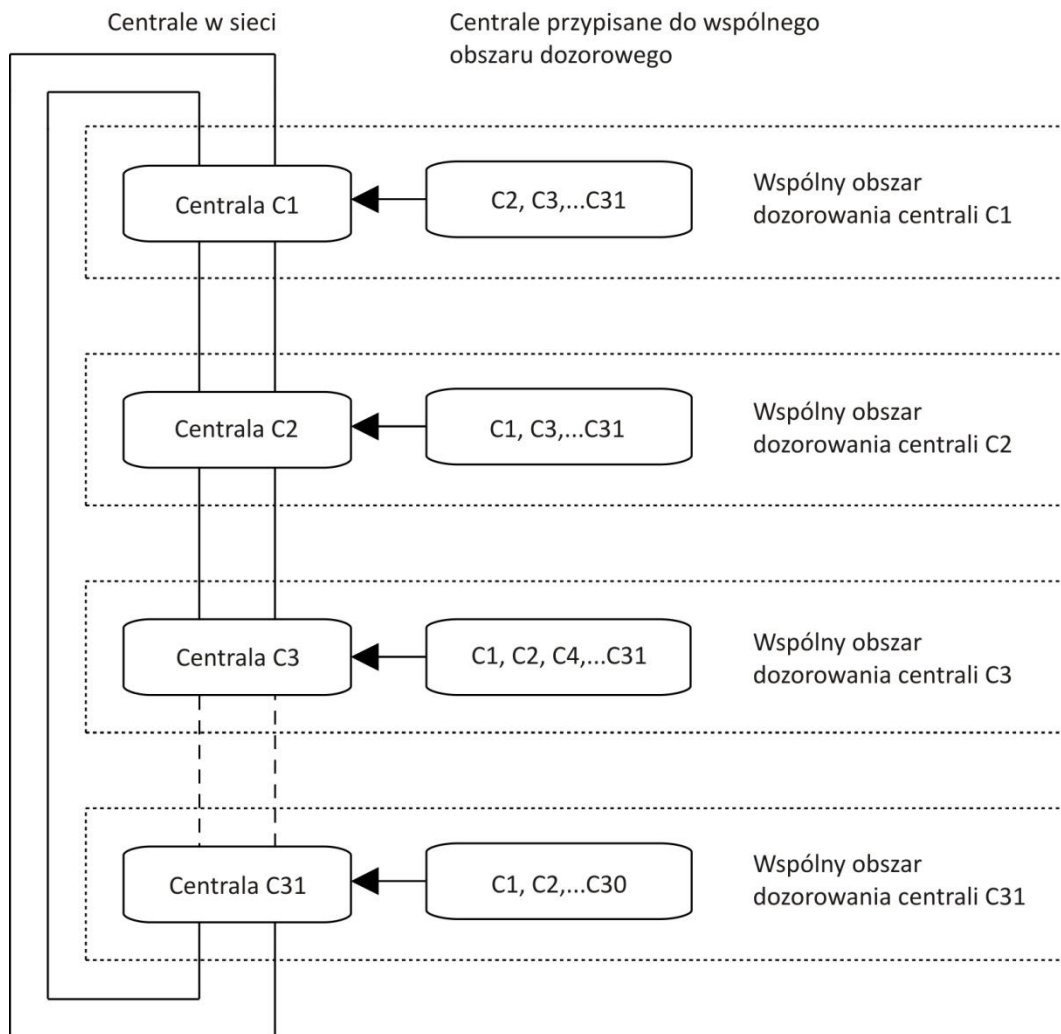 Centrale w sieci
Centrale przypisane do wspólnego
obszaru dozorowego
Centrala C1
C2, C3,...C31
Wspólny obszar
dozorowania centrali C1
Centrala C2
C1, C3,...C31
Wspólny obszar
dozorowania centrali C2
Centrala C3
C1, C2, C4,...C31
Wspólny obszar
dozorowania centrali C3
Centrala C31
C1, C2,...C30
Wspólny obszar
dozorowania centrali C31